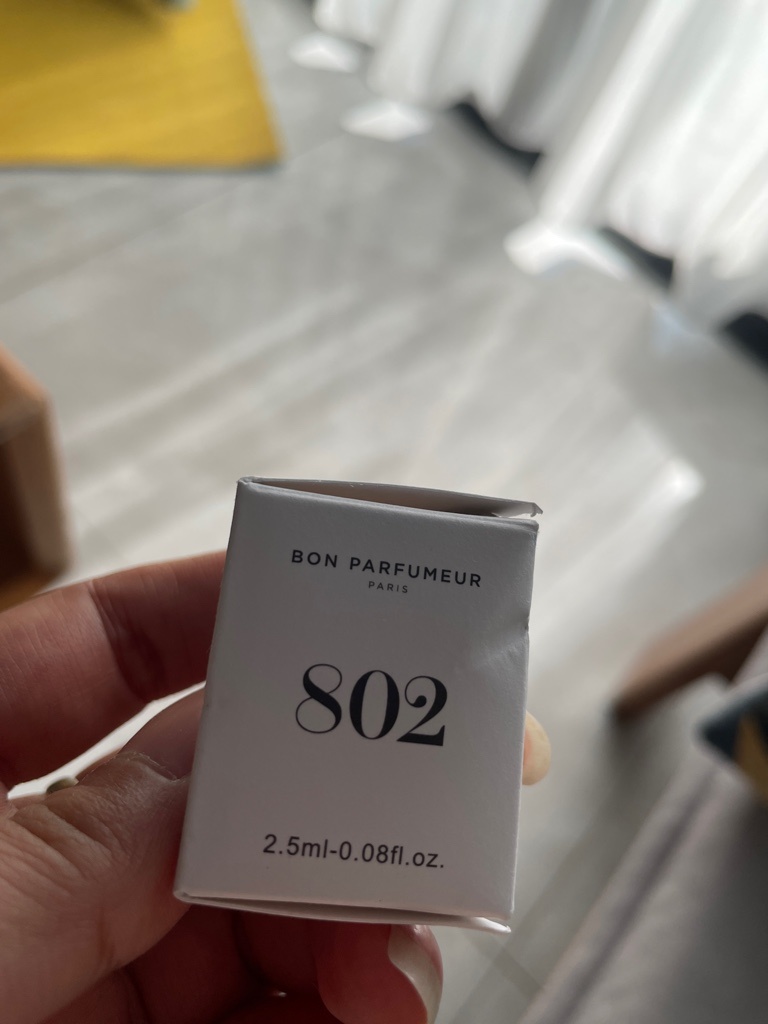 BON PARFUMEUR
PARIS
802
2.5ml-0.08fl.oz.